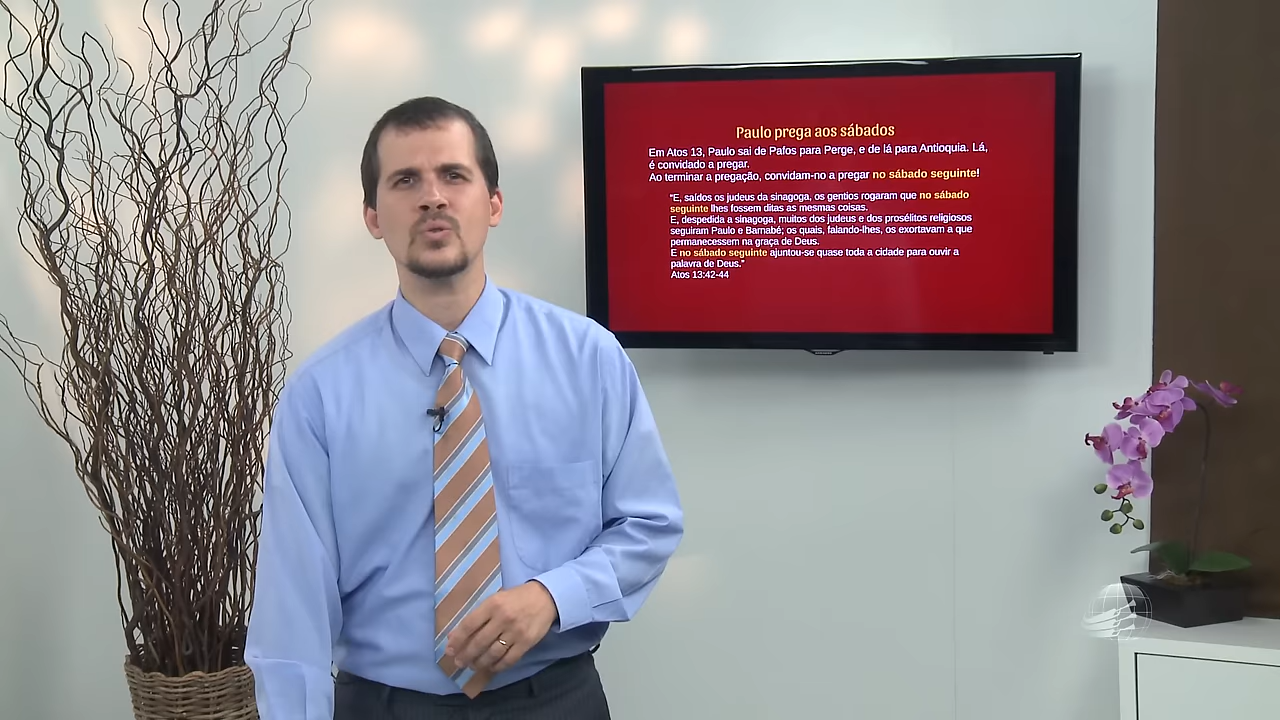 Paulo prega aos sábados
Em Atos 13, Paulo sai de Pafos para Perge, e de lá para Antioquia. Lá,
é convidado a pregar.
Ao terminar a pregação, convidam-no a pregar no sábado seguinte!
"E, saídos os judeus da sinagoga, os gentios rogaram que no sábado
seguinte lhes fossem ditas as mesmas coisas.
E, despedida a sinagoga, muitos dos judeus e dos prosélitos religiosos
seguiram Paulo e Barnabé; os quais, falando-lhes, os exortavam a que
permanecessem na graça de Deus.
E no sábado seguinte ajuntou-se quase toda a cidade para ouvir a
palavra de Deus."
Atos 13:42-44